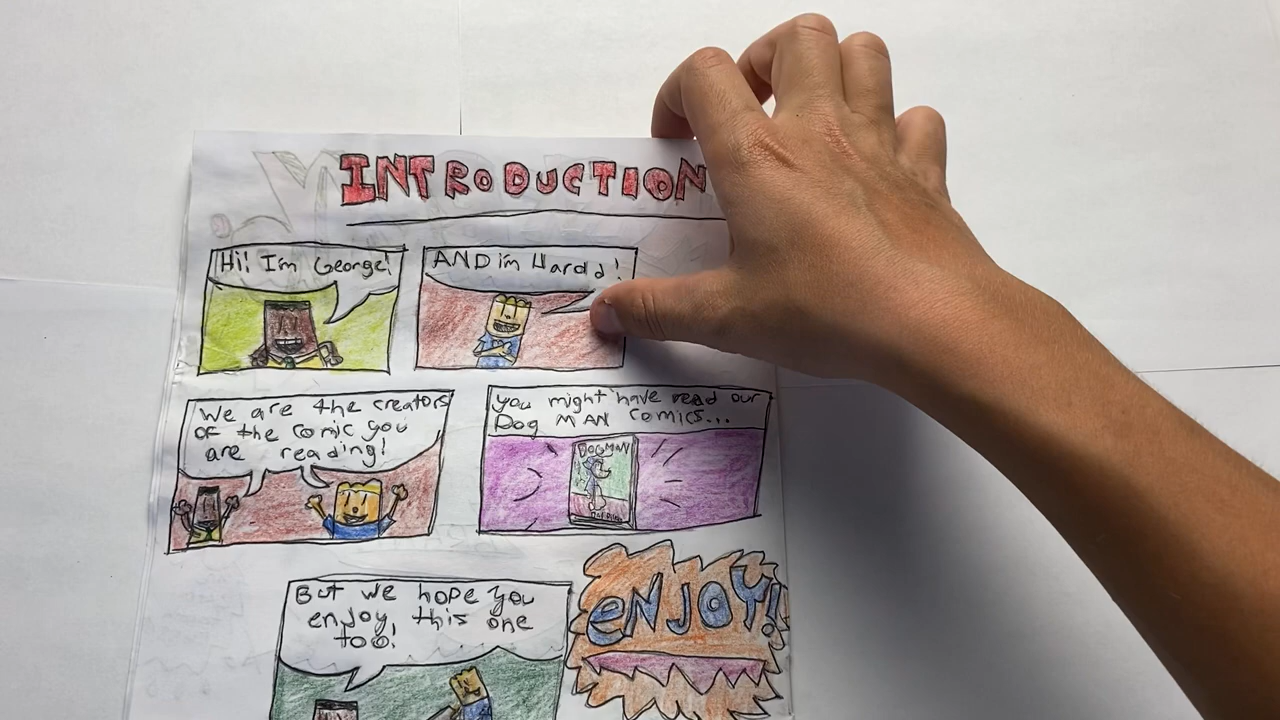 INTRODUCTION
Hi! I'm George!
AND im Harold!
We are the creators
of the comic you
are reading!
you might have read our
Dog MAN comics...
DOGMAN
But we hope you
enjoy this one
too!
eNJOY!!